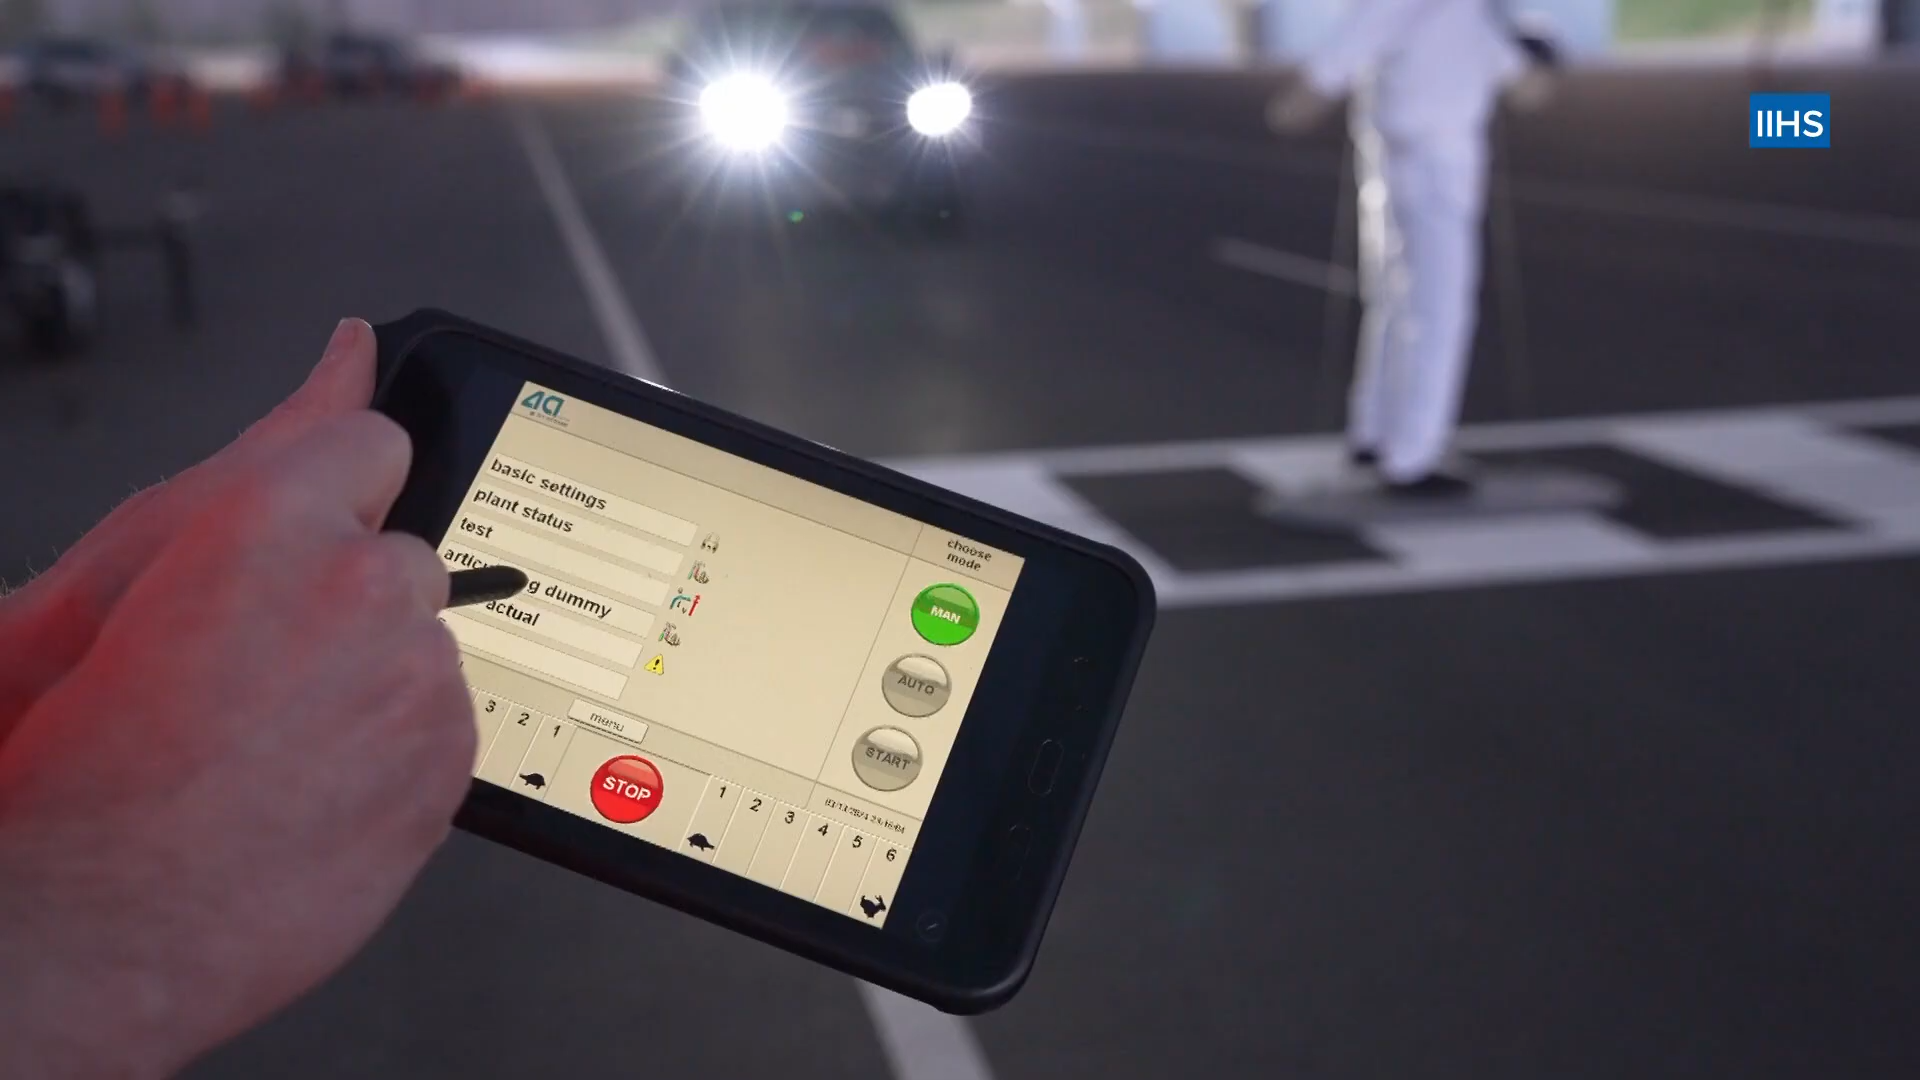 IIHS
4a
basic settings
plant status
test
dummy
actual
menu
choose
mode
MAN
AUTO
START
STOP
3 2 1
1 2 3 4 5 6